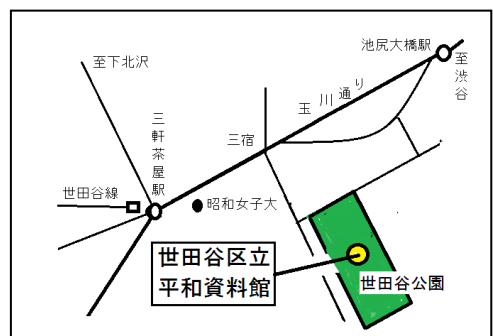 池尻大橋駅
至渋谷
至下北沢
玉川通り
三宿
三軒茶屋駅
世田谷線
昭和女子大
世田谷区立
平和資料館
世田谷公園